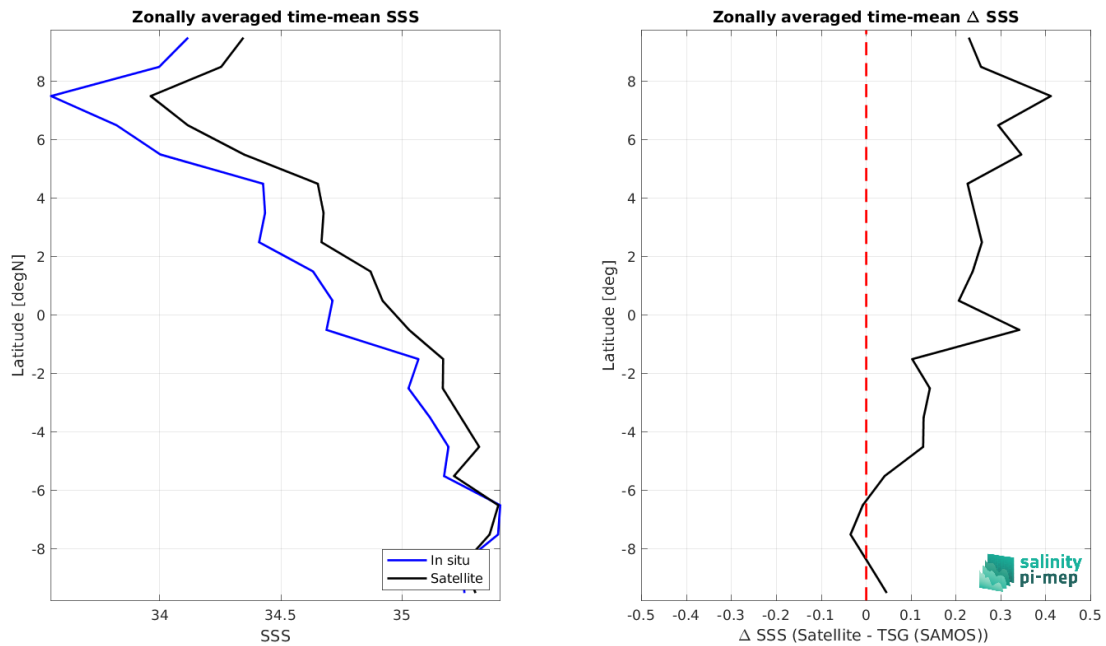 Zonally averaged time-mean SSS
Latitude [degN]
8
6
4
2
0
-2
-4
-6
-8
34
34.5
35
SSS
In situ
Satellite
Zonally averaged time-mean Δ SSS
Latitude [deg]
8
6
4
2
0
-2
-4
-6
-8
-0.5 -0.4 -0.3 -0.2 -0.1 0 0.1 0.2 0.3 0.4 0.5
Δ SSS (Satellite - TSG (SAMOS))
salinity
pi-mep